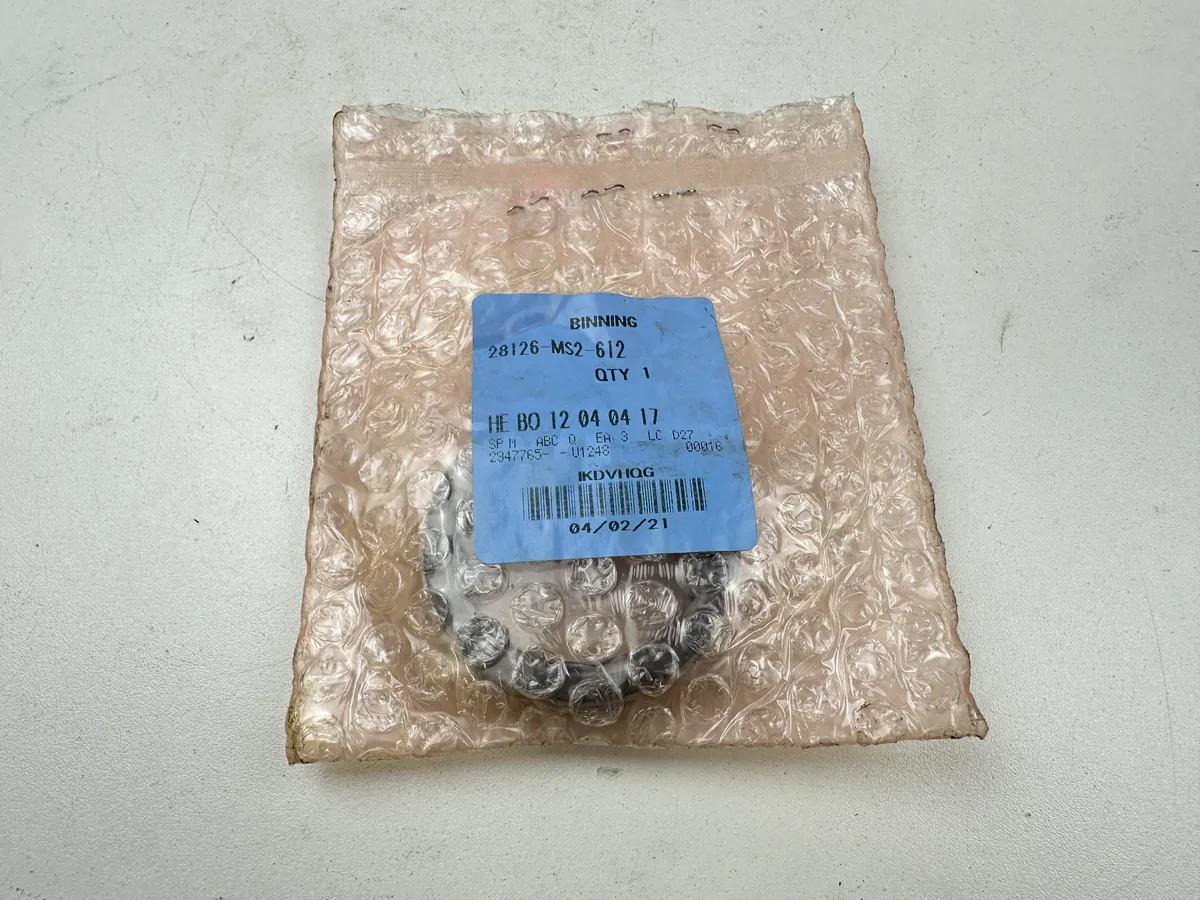 BINNING
28126-MS2-612
QTY 1
HE BO 12 04 04 17
SP M ABC Q EA 3 LC D27
2947765- -U1248 00016
IKDVHQG
04/02/21